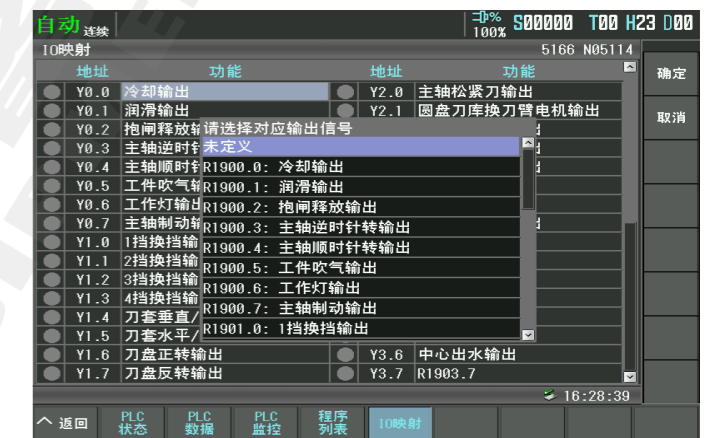 自动 连续 100% S00000 T00 H23 D00
IO映射 5166 N05114
地址 功能 地址 功能
Y0.0 冷却输出 Y2.0 主轴松紧刀输出
Y0.1 润滑输出 Y2.1 圆盘刀库换刀臂电机输出
Y0.2 抱闸释放输
Y0.3 主轴逆时针
Y0.4 主轴顺时针
Y0.5 工件吹气输
Y0.6 工作灯输出
Y0.7 主轴制动输
Y1.0 1挡换挡输
Y1.1 2挡换挡输
Y1.2 3挡换挡输
Y1.3 4挡换挡输
Y1.4 刀套垂直/
Y1.5 刀套水平/
Y1.6 刀盘正转输出 Y3.6 中心出水输出
Y1.7 刀盘反转输出 Y3.7 R1903.7
请选择对应输出信号
未定义
R1900.0: 冷却输出
R1900.1: 润滑输出
R1900.2: 抱闸释放输出
R1900.3: 主轴逆时针转输出
R1900.4: 主轴顺时针转输出
R1900.5: 工件吹气输出
R1900.6: 工作灯输出
R1900.7: 主轴制动输出
R1901.0: 1挡换挡输出
确定
取消
16:28:39
返回 PLC状态 PLC数据 PLC监控 程序列表 IO映射